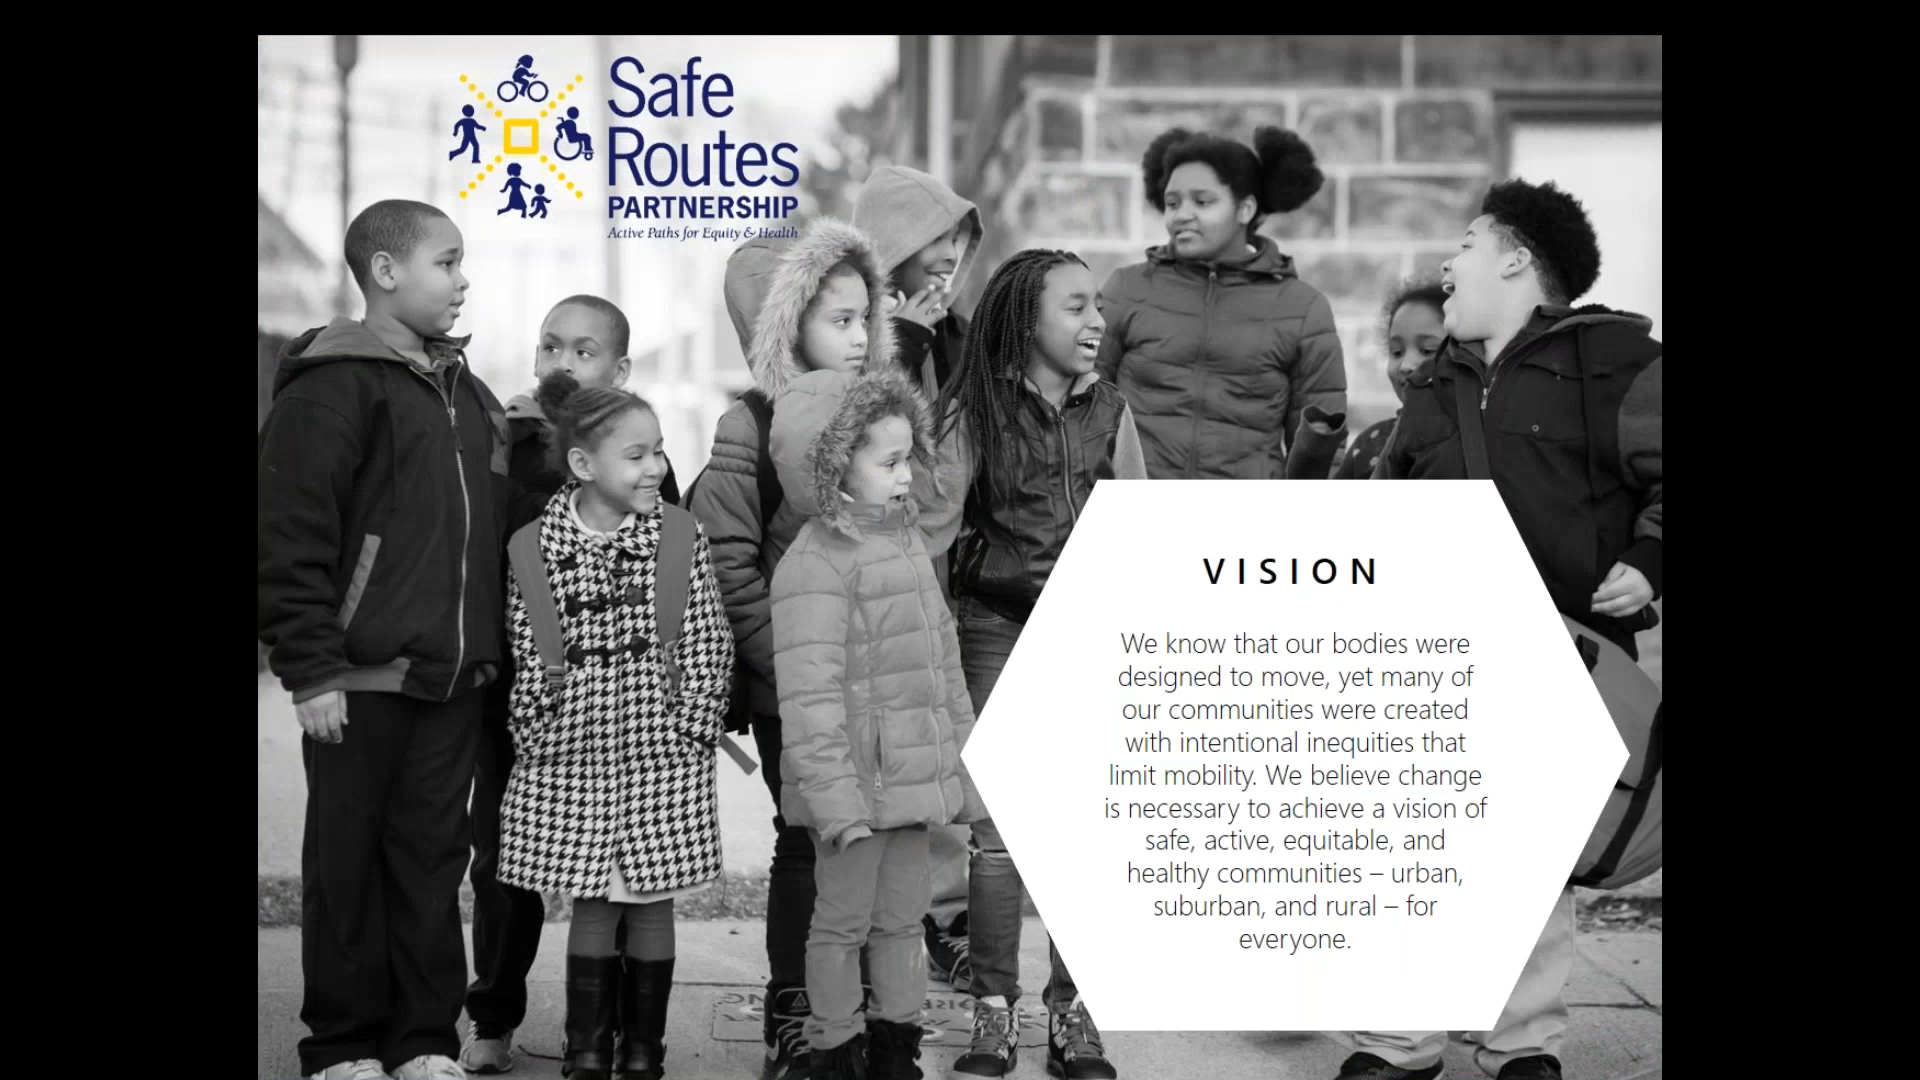 Safe
Routes
PARTNERSHIP
Active Paths for Equity & Health
VISION
We know that our bodies were
designed to move, yet many of
our communities were created
with intentional inequities that
limit mobility. We believe change
is necessary to achieve a vision of
safe, active, equitable, and
healthy communities – urban,
suburban, and rural – for
everyone.